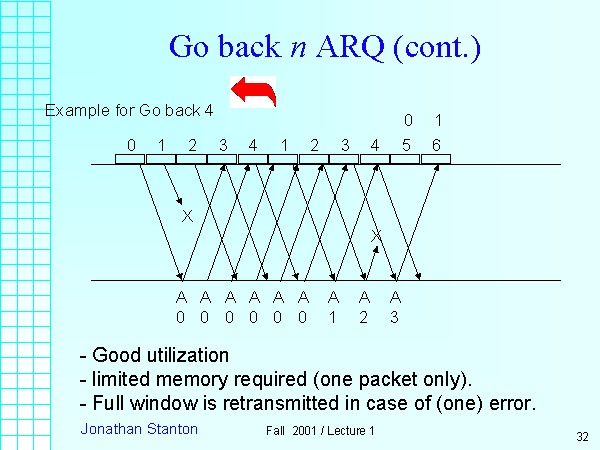 Go back n ARQ (cont.)
Example for Go back 4
0 1
0 1 2 3 4 1 2 3 4 5 6
X
X
A A A A A A A A A
0 0 0 0 0 0 1 2 3
- Good utilization
- limited memory required (one packet only).
- Full window is retransmitted in case of (one) error.
Jonathan Stanton Fall 2001 / Lecture 1 32